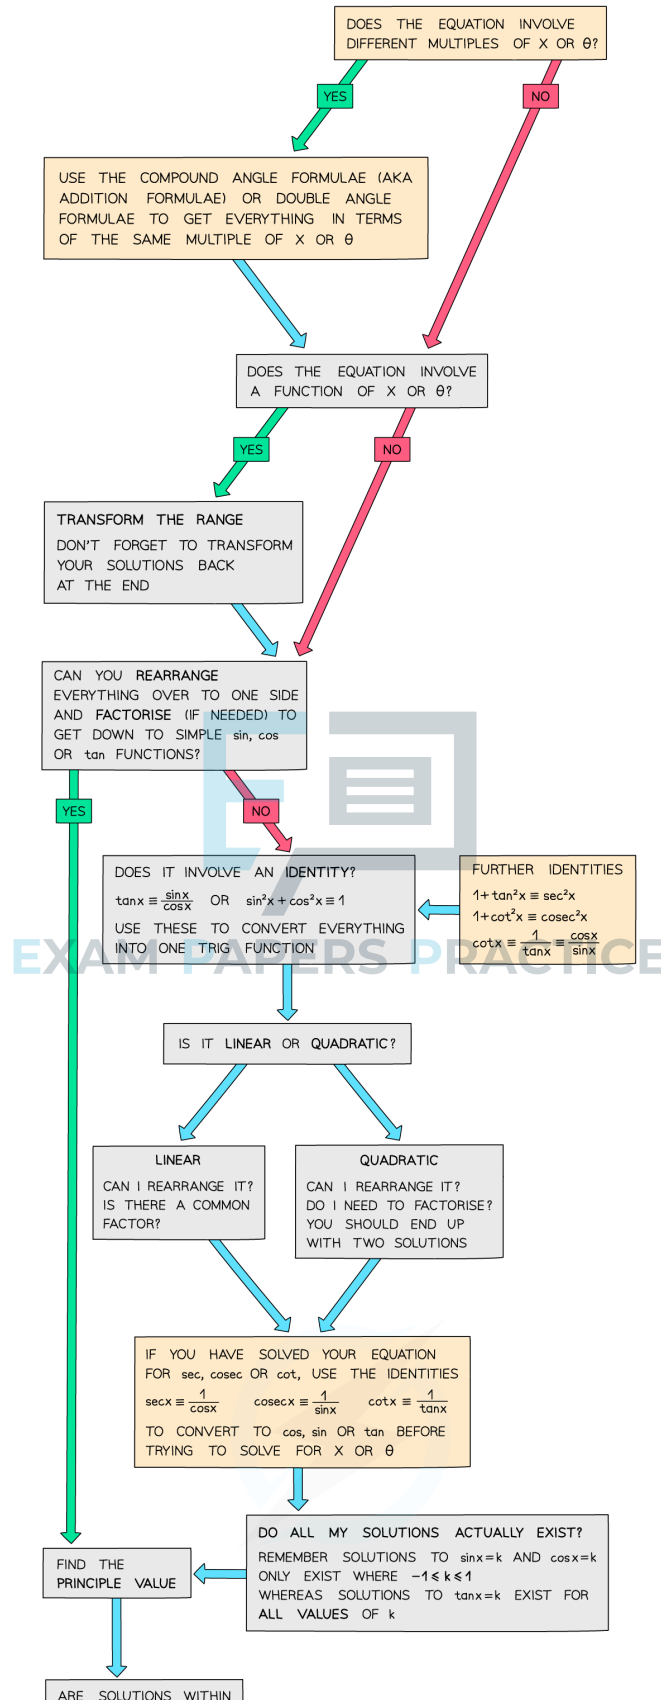 DOES THE EQUATION INVOLVE
DIFFERENT MULTIPLES OF X OR θ?
YES
NO
USE THE COMPOUND ANGLE FORMULAE (AKA
ADDITION FORMULAE) OR DOUBLE ANGLE
FORMULAE TO GET EVERYTHING IN TERMS
OF THE SAME MULTIPLE OF X OR θ
DOES THE EQUATION INVOLVE
A FUNCTION OF X OR θ?
YES
NO
TRANSFORM THE RANGE
DON'T FORGET TO TRANSFORM
YOUR SOLUTIONS BACK
AT THE END
CAN YOU REARRANGE
EVERYTHING OVER TO ONE SIDE
AND FACTORISE (IF NEEDED) TO
GET DOWN TO SIMPLE sin, cos
OR tan FUNCTIONS?
YES
NO
DOES IT INVOLVE AN IDENTITY?
tanx ≡ sinx/cosx OR sin²x + cos²x ≡ 1
USE THESE TO CONVERT EVERYTHING
INTO ONE TRIG FUNCTION
FURTHER IDENTITIES
1+tan²x ≡ sec²x
1+cot²x ≡ cosec²x
cotx ≡ 1/tanx ≡ cosx/sinx
EXAM PAPERS PRACTICE
IS IT LINEAR OR QUADRATIC?
LINEAR
CAN I REARRANGE IT?
IS THERE A COMMON
FACTOR?
QUADRATIC
CAN I REARRANGE IT?
DO I NEED TO FACTORISE?
YOU SHOULD END UP
WITH TWO SOLUTIONS
IF YOU HAVE SOLVED YOUR EQUATION
FOR sec, cosec OR cot, USE THE IDENTITIES
secx ≡ 1/cosx cosecx ≡ 1/sinx cotx ≡ 1/tanx
TO CONVERT TO cos, sin OR tan BEFORE
TRYING TO SOLVE FOR X OR θ
DO ALL MY SOLUTIONS ACTUALLY EXIST?
REMEMBER SOLUTIONS TO sinx=k AND cosx=k
ONLY EXIST WHERE -1⩽k⩽1
WHEREAS SOLUTIONS TO tanx=k EXIST FOR
ALL VALUES OF k
FIND THE
PRINCIPLE VALUE
ARE SOLUTIONS WITHIN